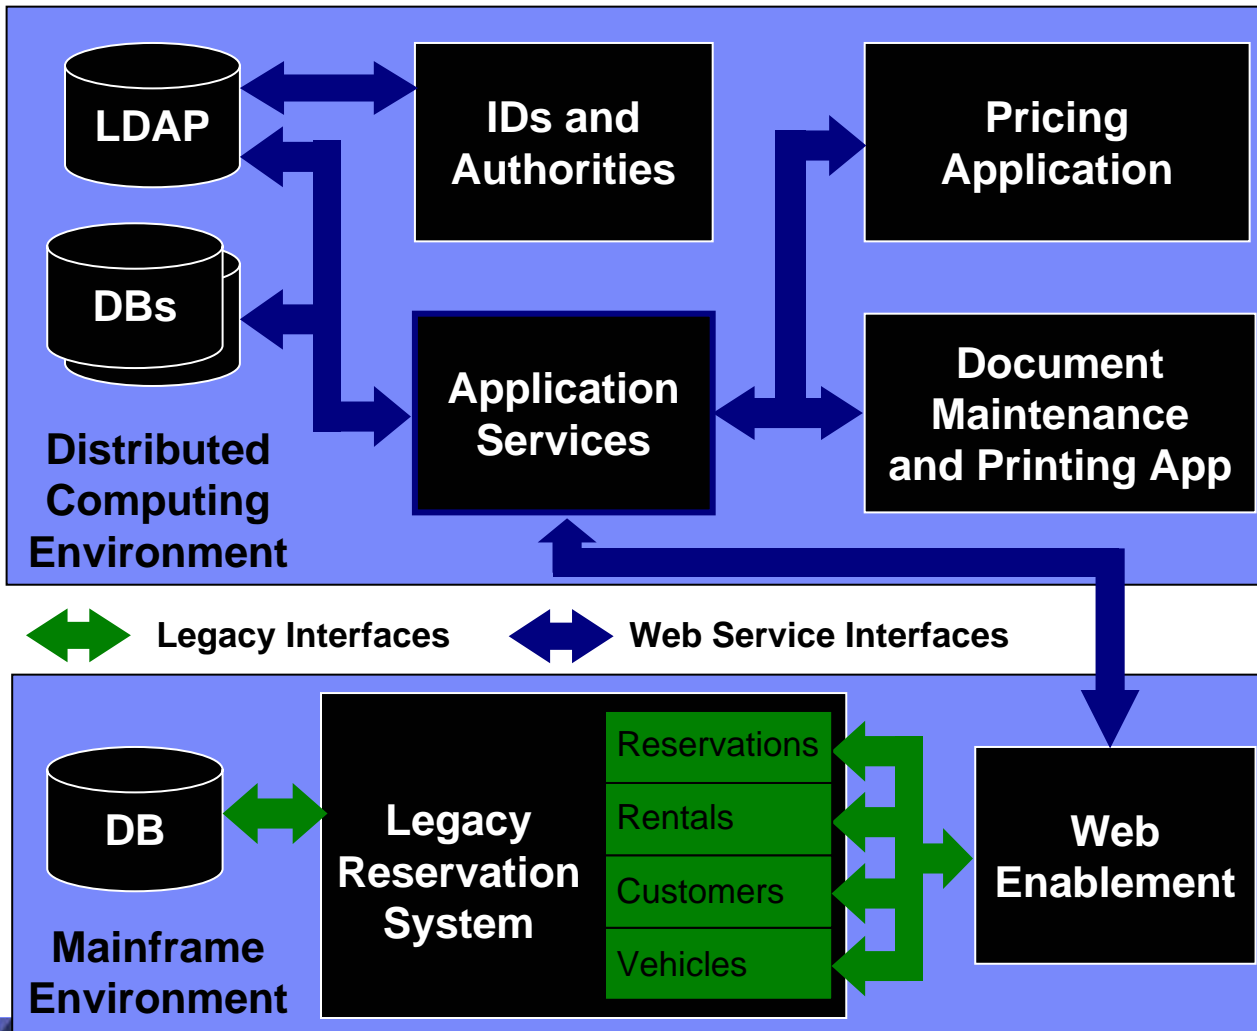 LDAP
IDs and
Authorities
Pricing
Application
DBs
Application
Services
Document
Maintenance
and Printing App
Distributed
Computing
Environment
Legacy Interfaces
Web Service Interfaces
DB
Legacy
Reservation
System
Reservations
Rentals
Customers
Vehicles
Web
Enablement
Mainframe
Environment